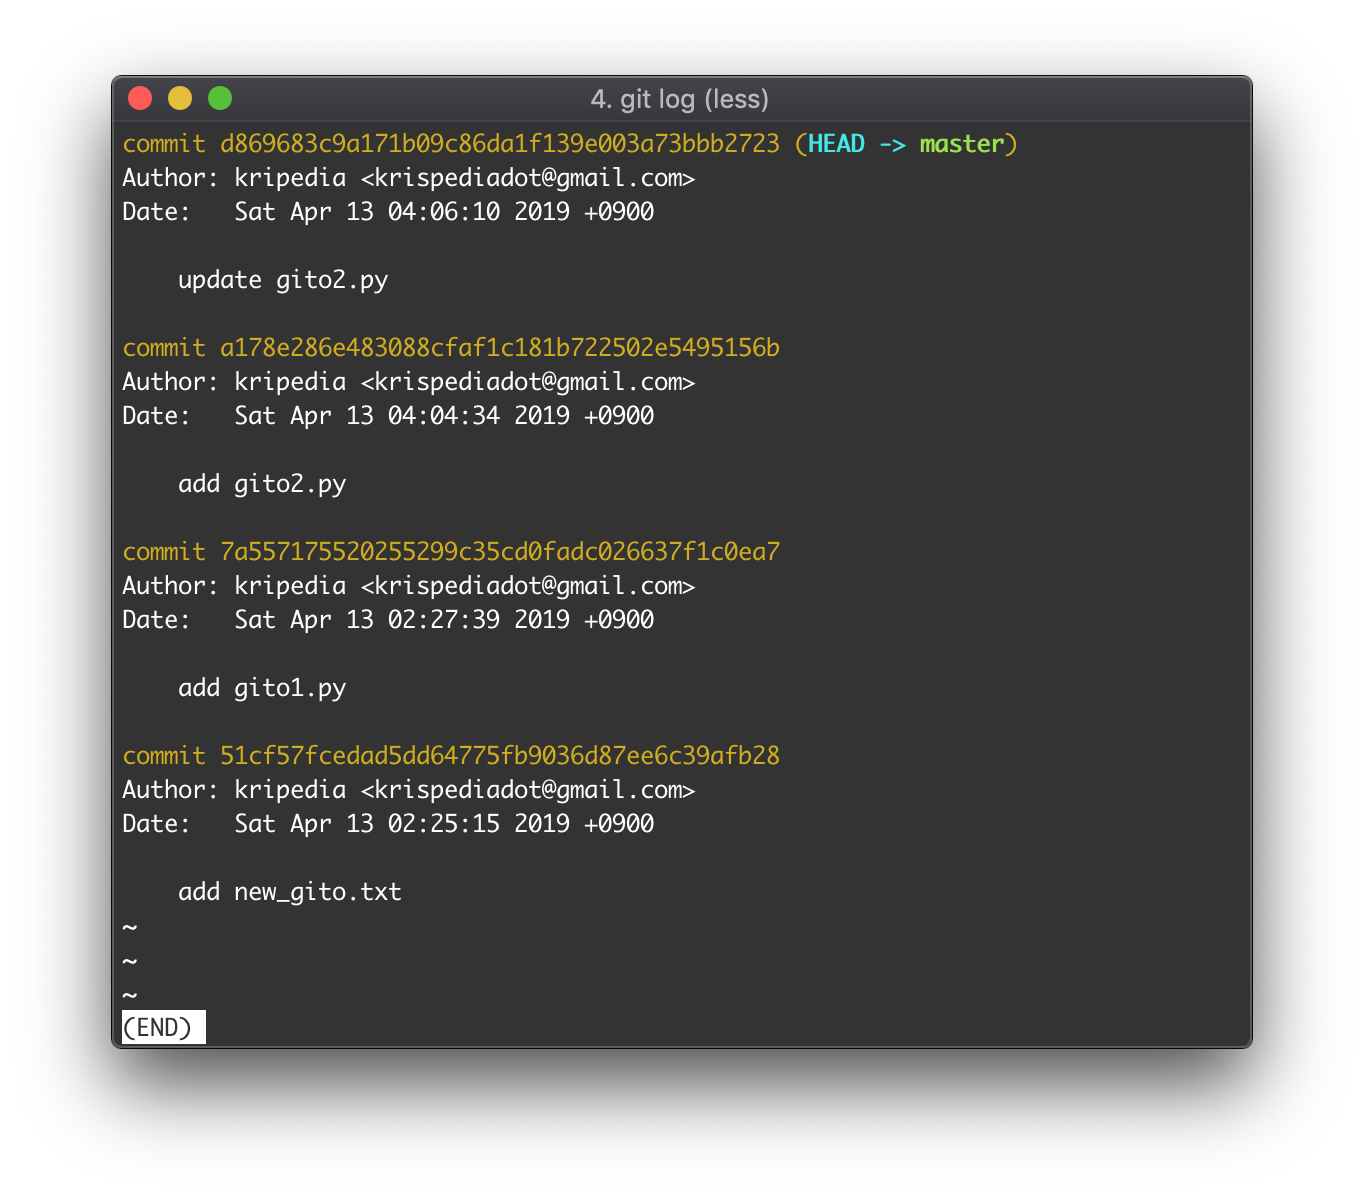 4. git log (less)
commit d869683c9a171b09c86da1f139e003a73bbb2723 (HEAD -> master)
Author: kripedia <krispediadot@gmail.com>
Date:   Sat Apr 13 04:06:10 2019 +0900
    update gito2.py
commit a178e286e483088cfaf1c181b722502e5495156b
Author: kripedia <krispediadot@gmail.com>
Date:   Sat Apr 13 04:04:34 2019 +0900
    add gito2.py
commit 7a557175520255299c35cd0fadc026637f1c0ea7
Author: kripedia <krispediadot@gmail.com>
Date:   Sat Apr 13 02:27:39 2019 +0900
    add gito1.py
commit 51cf57fcedad5dd64775fb9036d87ee6c39afb28
Author: kripedia <krispediadot@gmail.com>
Date:   Sat Apr 13 02:25:15 2019 +0900
    add new_gito.txt
~
~
~
(END)